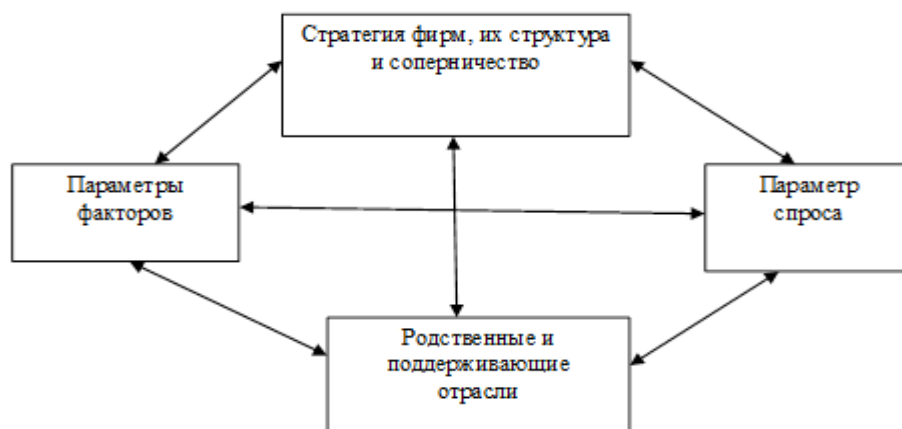 Стратегия фирм, их структура
и соперничество
Параметры
факторов
Параметр
спроса
Родственные и
поддерживающие
отрасли